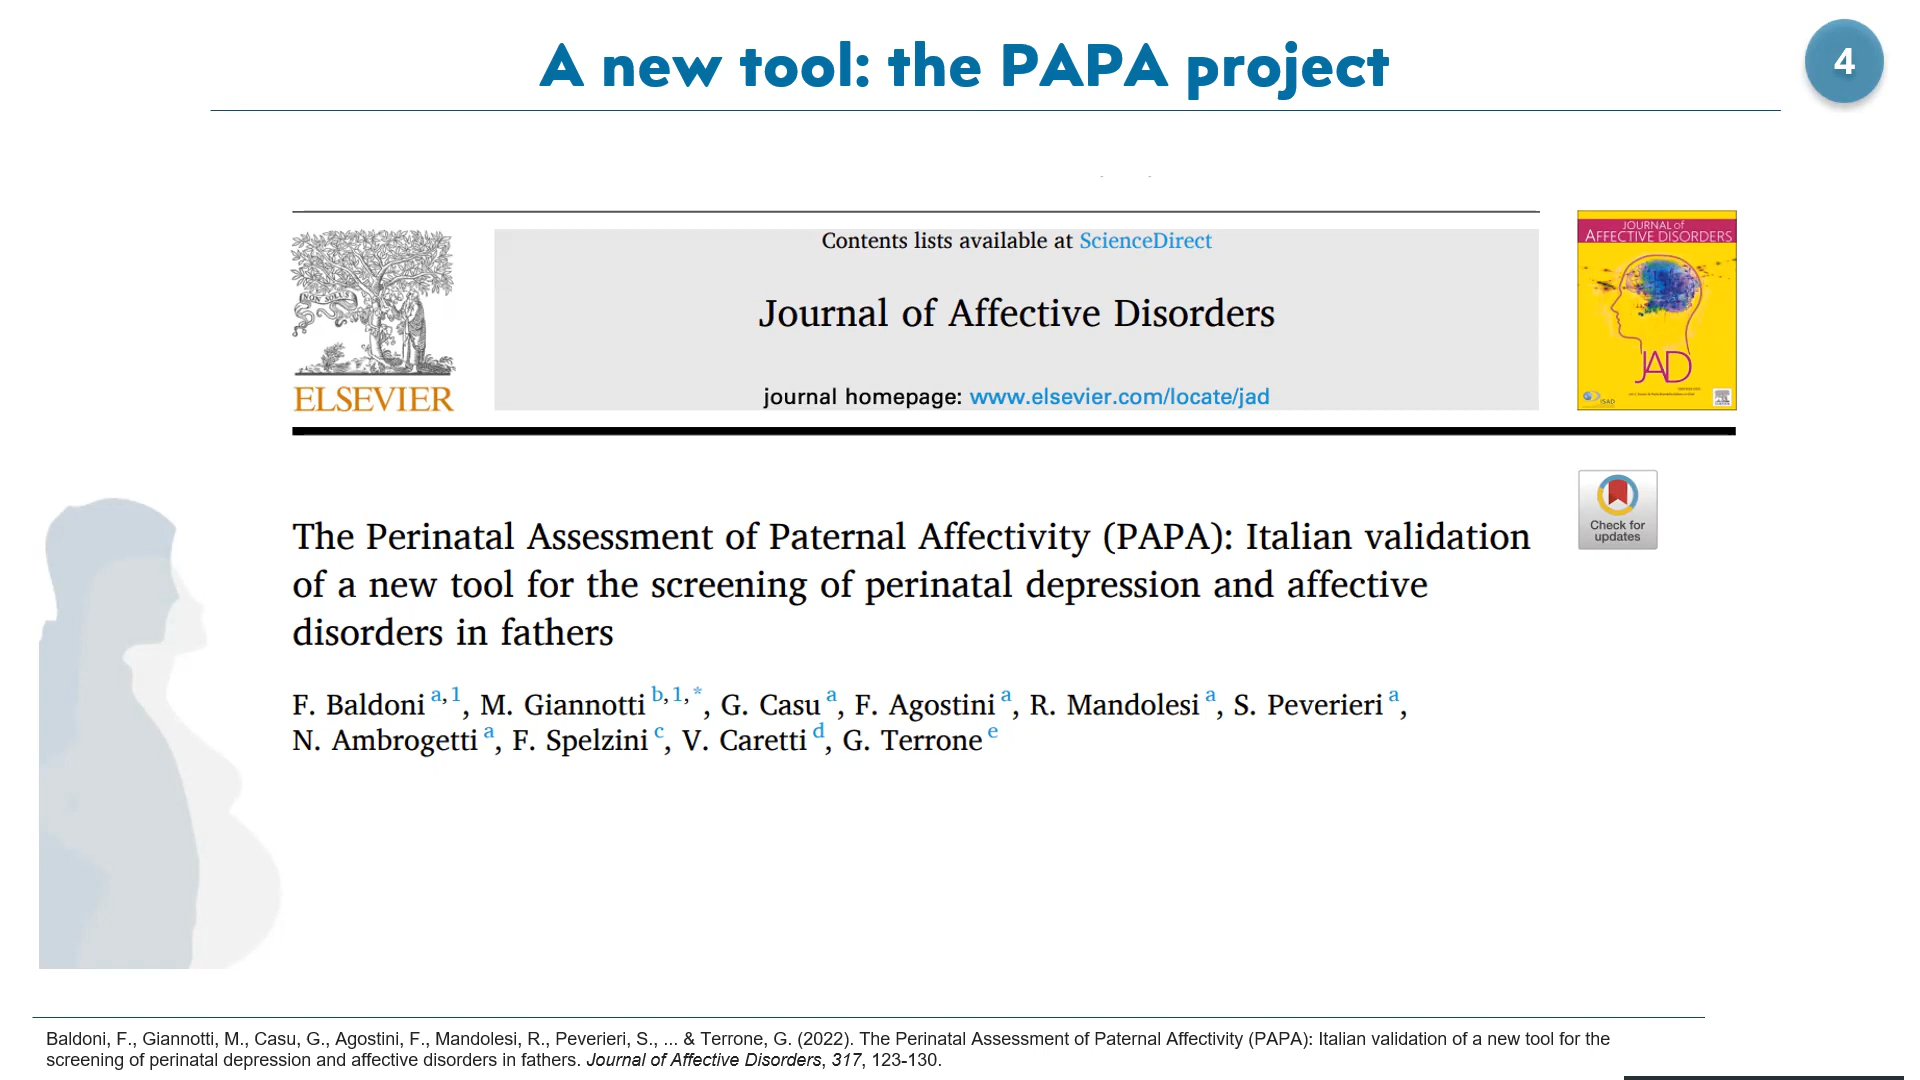 A new tool: the PAPA project
4
Contents lists available at ScienceDirect
Journal of Affective Disorders
journal homepage: www.elsevier.com/locate/jad
NON SOLUS
ELSEVIER
JOURNAL of
AFFECTIVE DISORDERS
JAD
ISAD
Check for
updates
The Perinatal Assessment of Paternal Affectivity (PAPA): Italian validation
of a new tool for the screening of perinatal depression and affective
disorders in fathers
F. Baldoni a,1, M. Giannotti b,1,*, G. Casu a, F. Agostini a, R. Mandolesi a, S. Peverieri a,
N. Ambrogetti a, F. Spelzini c, V. Caretti d, G. Terrone e
Baldoni, F., Giannotti, M., Casu, G., Agostini, F., Mandolesi, R., Peverieri, S., ... & Terrone, G. (2022). The Perinatal Assessment of Paternal Affectivity (PAPA): Italian validation of a new tool for the
screening of perinatal depression and affective disorders in fathers. Journal of Affective Disorders, 317, 123-130.